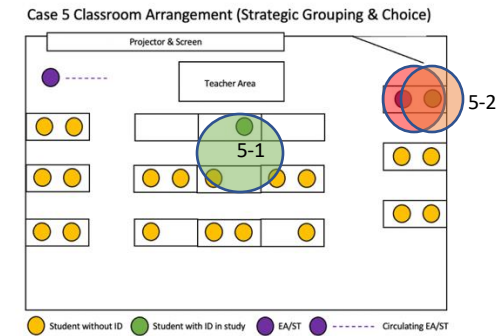 Case 5 Classroom Arrangement (Strategic Grouping & Choice)
Projector & Screen
Teacher Area
5-2
5-1
Student without ID Student with ID in study EA/ST Circulating EA/ST